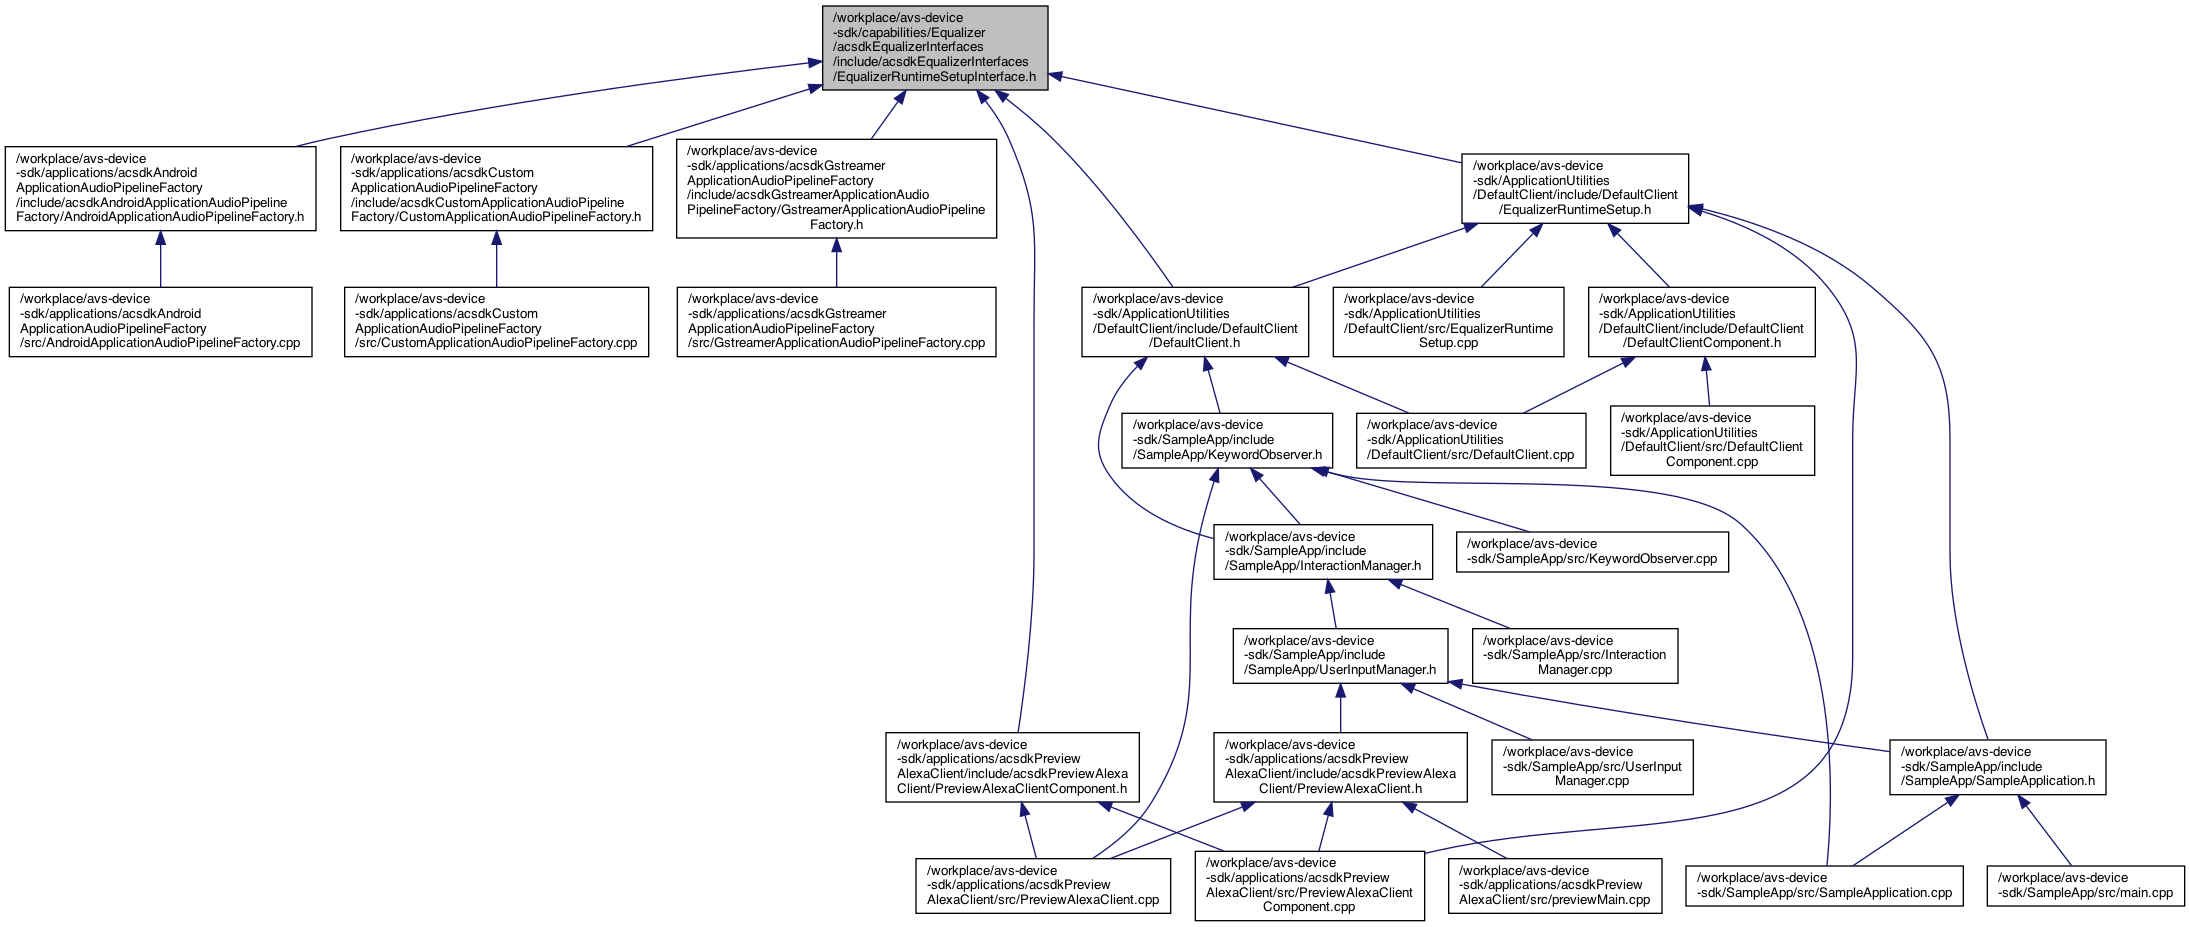 /workplace/avs-device
-sdk/capabilities/Equalizer
/acsdkEqualizerInterfaces
/include/acsdkEqualizerInterfaces
/EqualizerRuntimeSetupInterface.h
/workplace/avs-device
-sdk/applications/acsdkAndroid
ApplicationAudioPipelineFactory
/include/acsdkAndroidApplicationAudioPipeline
Factory/AndroidApplicationAudioPipelineFactory.h
/workplace/avs-device
-sdk/applications/acsdkCustom
ApplicationAudioPipelineFactory
/include/acsdkCustomApplicationAudioPipeline
Factory/CustomApplicationAudioPipelineFactory.h
/workplace/avs-device
-sdk/applications/acsdkGstreamer
ApplicationAudioPipelineFactory
/include/acsdkGstreamerApplicationAudio
PipelineFactory/GstreamerApplicationAudioPipeline
Factory.h
/workplace/avs-device
-sdk/ApplicationUtilities
/DefaultClient/include/DefaultClient
/EqualizerRuntimeSetup.h
/workplace/avs-device
-sdk/applications/acsdkAndroid
ApplicationAudioPipelineFactory
/src/AndroidApplicationAudioPipelineFactory.cpp
/workplace/avs-device
-sdk/applications/acsdkCustom
ApplicationAudioPipelineFactory
/src/CustomApplicationAudioPipelineFactory.cpp
/workplace/avs-device
-sdk/applications/acsdkGstreamer
ApplicationAudioPipelineFactory
/src/GstreamerApplicationAudioPipelineFactory.cpp
/workplace/avs-device
-sdk/ApplicationUtilities
/DefaultClient/include/DefaultClient
/DefaultClient.h
/workplace/avs-device
-sdk/ApplicationUtilities
/DefaultClient/src/EqualizerRuntime
Setup.cpp
/workplace/avs-device
-sdk/ApplicationUtilities
/DefaultClient/include/DefaultClient
/DefaultClientComponent.h
/workplace/avs-device
-sdk/SampleApp/include
/SampleApp/KeywordObserver.h
/workplace/avs-device
-sdk/ApplicationUtilities
/DefaultClient/src/DefaultClient.cpp
/workplace/avs-device
-sdk/ApplicationUtilities
/DefaultClient/src/DefaultClient
Component.cpp
/workplace/avs-device
-sdk/SampleApp/include
/SampleApp/InteractionManager.h
/workplace/avs-device
-sdk/SampleApp/src/KeywordObserver.cpp
/workplace/avs-device
-sdk/SampleApp/include
/SampleApp/UserInputManager.h
/workplace/avs-device
-sdk/SampleApp/src/Interaction
Manager.cpp
/workplace/avs-device
-sdk/applications/acsdkPreview
AlexaClient/include/acsdkPreviewAlexa
Client/PreviewAlexaClientComponent.h
/workplace/avs-device
-sdk/applications/acsdkPreview
AlexaClient/include/acsdkPreviewAlexa
Client/PreviewAlexaClient.h
/workplace/avs-device
-sdk/SampleApp/src/UserInput
Manager.cpp
/workplace/avs-device
-sdk/SampleApp/include
/SampleApp/SampleApplication.h
/workplace/avs-device
-sdk/applications/acsdkPreview
AlexaClient/src/PreviewAlexaClient.cpp
/workplace/avs-device
-sdk/applications/acsdkPreview
AlexaClient/src/PreviewAlexaClient
Component.cpp
/workplace/avs-device
-sdk/applications/acsdkPreview
AlexaClient/src/previewMain.cpp
/workplace/avs-device
-sdk/SampleApp/src/SampleApplication.cpp
/workplace/avs-device
-sdk/SampleApp/src/main.cpp